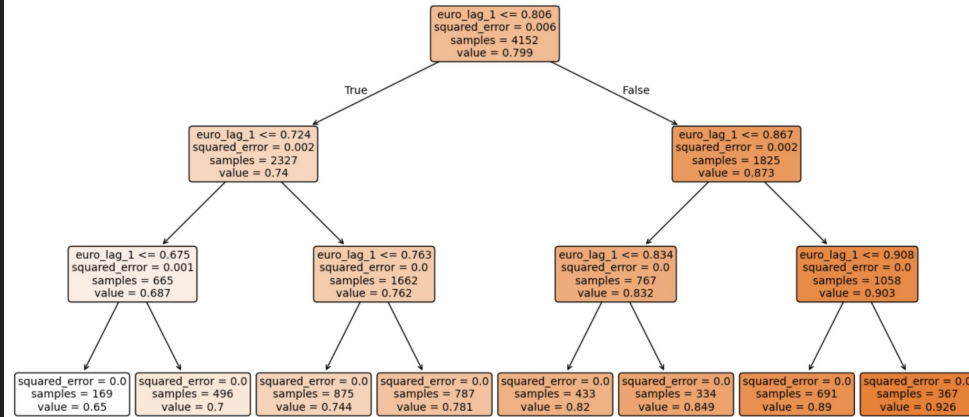 euro_lag_1 <= 0.806
squared_error = 0.006
samples = 4152
value = 0.799
True
False
euro_lag_1 <= 0.724
squared_error = 0.002
samples = 2327
value = 0.74
euro_lag_1 <= 0.867
squared_error = 0.002
samples = 1825
value = 0.873
euro_lag_1 <= 0.675
squared_error = 0.001
samples = 665
value = 0.687
euro_lag_1 <= 0.763
squared_error = 0.0
samples = 1662
value = 0.762
euro_lag_1 <= 0.834
squared_error = 0.0
samples = 767
value = 0.832
euro_lag_1 <= 0.908
squared_error = 0.0
samples = 1058
value = 0.903
squared_error = 0.0
samples = 169
value = 0.65
squared_error = 0.0
samples = 496
value = 0.7
squared_error = 0.0
samples = 875
value = 0.744
squared_error = 0.0
samples = 787
value = 0.781
squared_error = 0.0
samples = 433
value = 0.82
squared_error = 0.0
samples = 334
value = 0.849
squared_error = 0.0
samples = 691
value = 0.89
squared_error = 0.0
samples = 367
value = 0.926